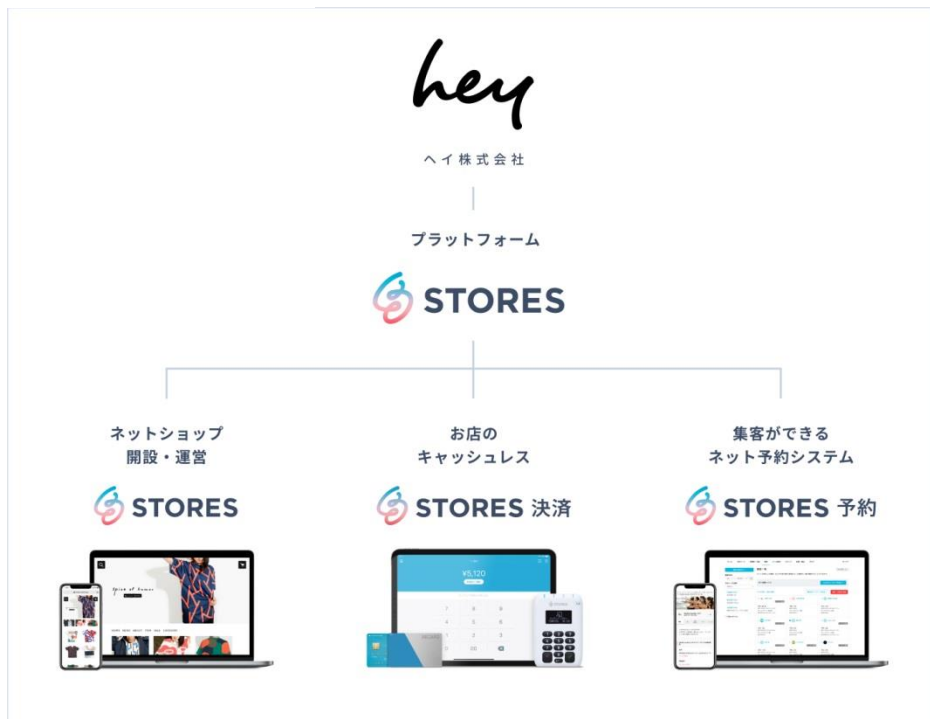 hey
ヘイ株式会社
プラットフォーム
STORES
ネットショップ
開設・運営
STORES
お店の
キャッシュレス
STORES 決済
¥5,120
集客ができる
ネット予約システム
STORES 予約